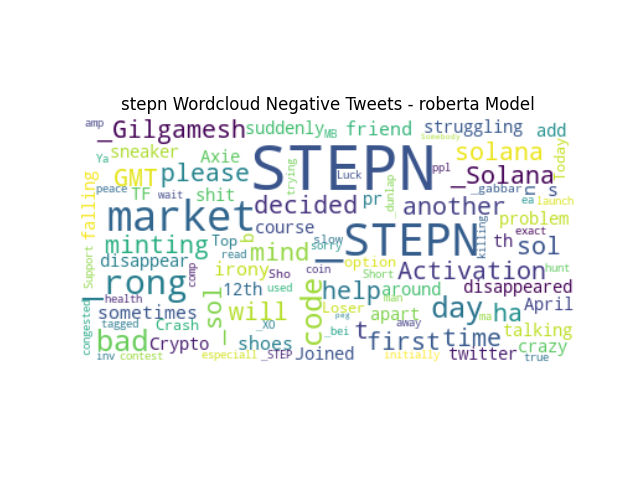 stepn Wordcloud Negative Tweets - roberta Model
amp _Gilgamesh suddenly MB friend struggling Somebody add
Ya sneaker Axie STEPN ppl solana Today
peace GMT please trying Luck _Solana
falling TF wait shit decided pr _dunlap another _gabbar n s
market course th problem ea launch
minting Top b mind slow sorry _STEPN killing sol exact
Support disappear read irony Sho coin option Activation hunt
_rong comp 12th used code help Short around day disappeared
health sometimes _sol will Loser man apart ma ha April
congested tagged Crash _XO peg t away talking
bad Crypto shoes _bei first time crazy
inv contest especiall _STEP Joined initially twitter true